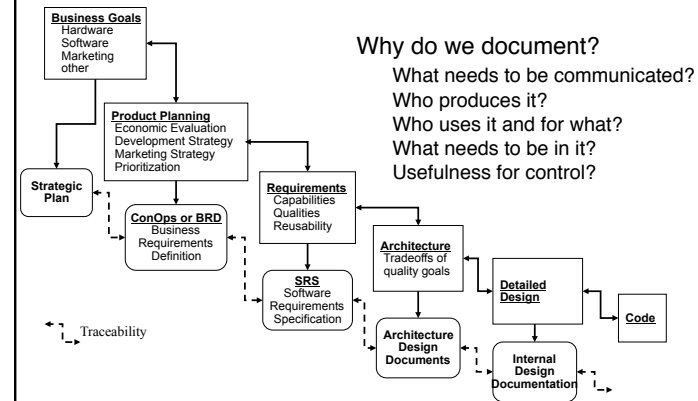 Business Goals
Hardware
Software
Marketing
other
Why do we document?
What needs to be communicated?
Who produces it?
Who uses it and for what?
What needs to be in it?
Usefulness for control?
Product Planning
Economic Evaluation
Development Strategy
Marketing Strategy
Prioritization
Strategic
Plan
Requirements
Capabilities
Qualities
Reusability
ConOps or BRD
Business
Requirements
Definition
Architecture
Tradeoffs of
quality goals
SRS
Software
Requirements
Specification
Detailed
Design
Code
Traceability
Architecture
Design
Documents
Internal
Design
Documentation